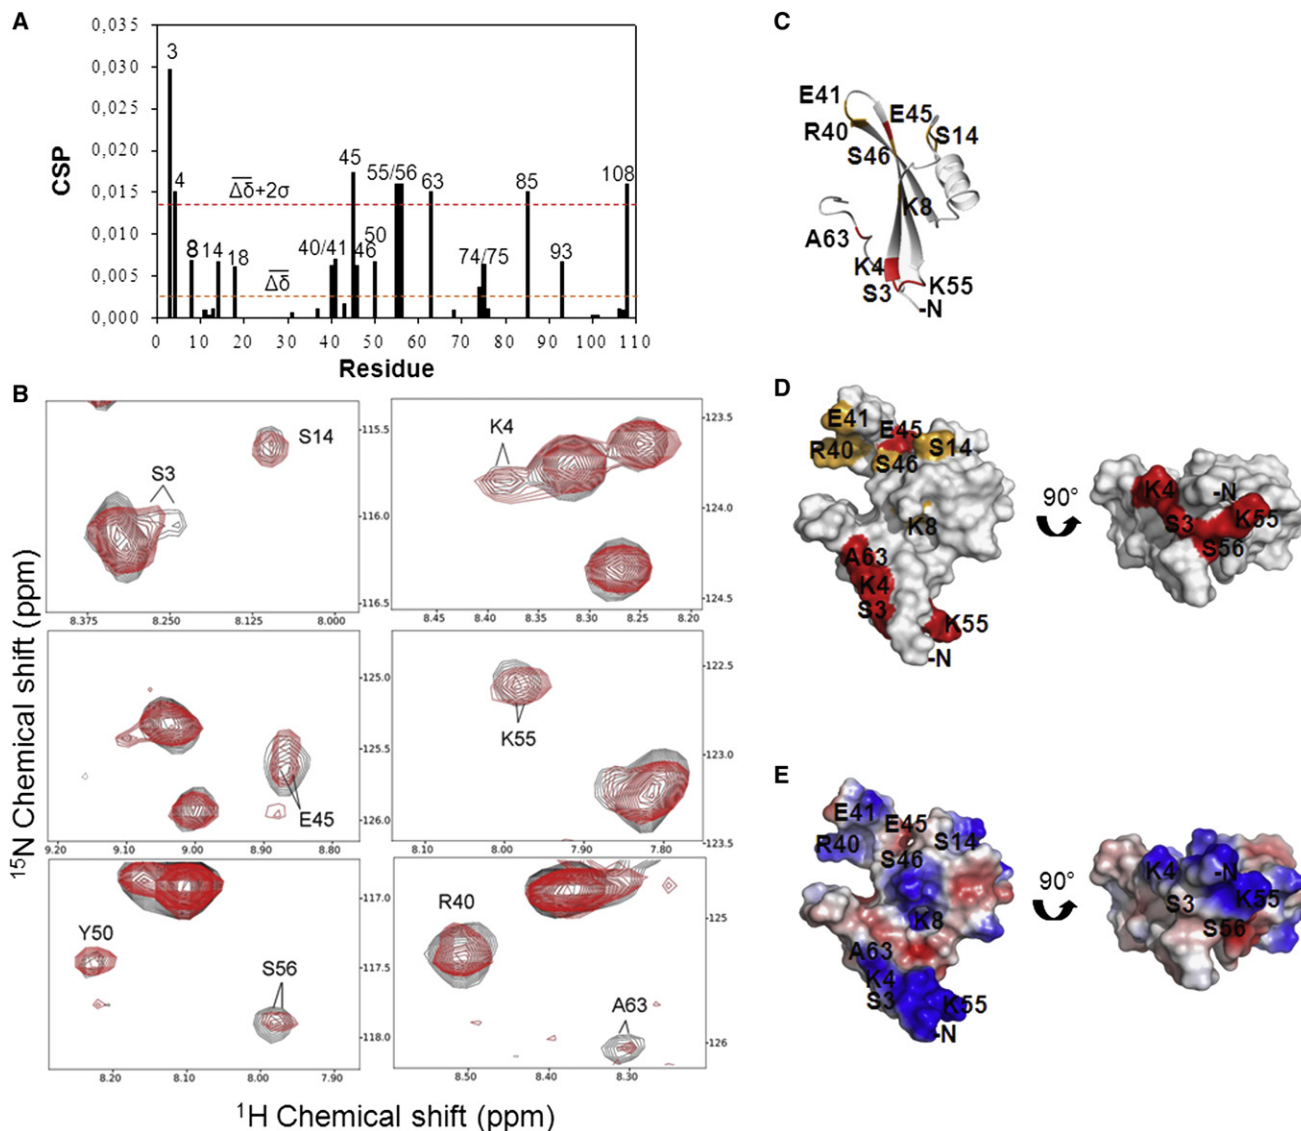 A
0,035
0,030
0,025
0,020
0,015
0,010
0,005
0,000
CSP
3
4
8
14
18
40/41
45
46
50
55/56
63
74/75
85
93
108
Δδ+2σ
Δδ
0 10 20 30 40 50 60 70 80 90 100 110
Residue
B
15N Chemical shift (ppm)
S14
S3
115.5
116.0
116.5
8.375 8.250 8.125 8.000
K4
123.5
124.0
124.5
8.45 8.40 8.35 8.30 8.25 8.20
E45
125.0
125.5
126.0
9.20 9.10 9.00 8.90 8.80
K55
122.5
123.0
123.5
8.10 8.00 7.90 7.80
Y50
S56
117.0
117.5
118.0
8.20 8.10 8.00 7.90
R40
A63
125
126
8.50 8.40 8.30
1H Chemical shift (ppm)
C
E41
E45
R40
S14
S46
K8
A63
K4
S3
K55
-N
D
E41
E45
R40
S14
S46
K8
A63
K4
S3
K55
-N
90°
K4
-N
S3
K55
S56
E
E41
E45
R40
S14
S46
K8
A63
K4
S3
K55
-N
90°
K4
-N
S3
K55
S56